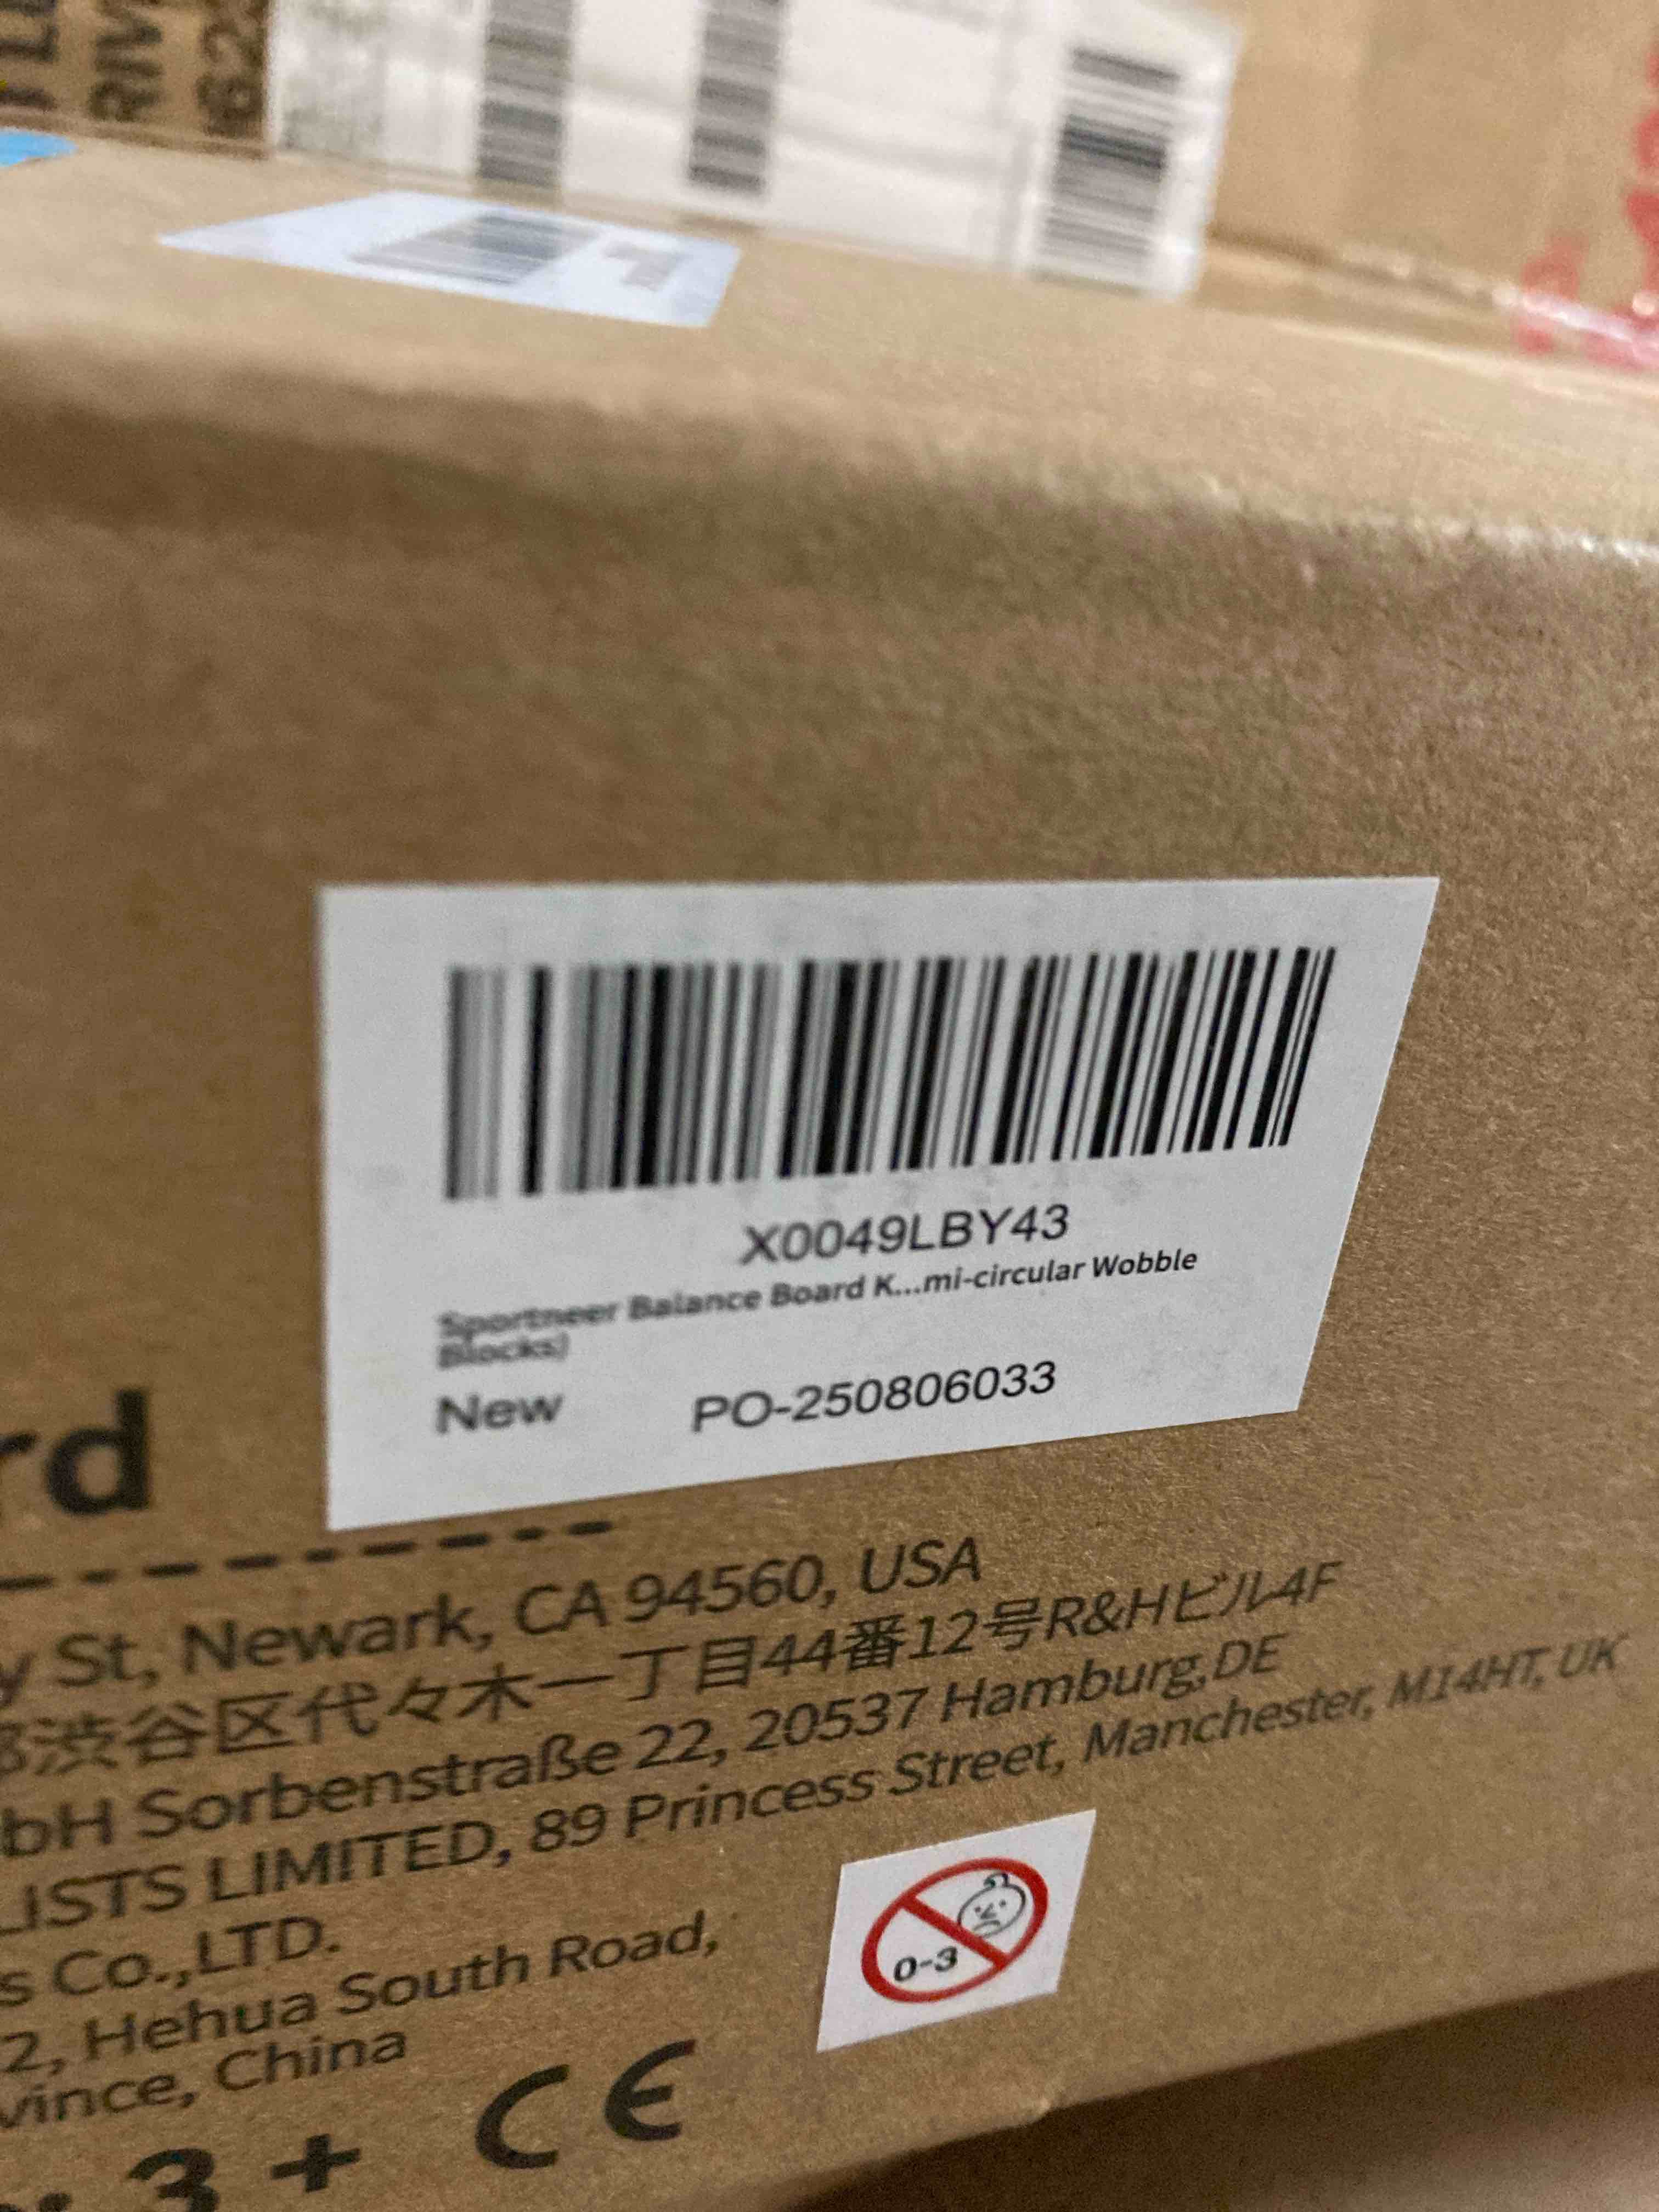 RIV
X0049LBY43
Sportneer Balance Board K...mi-circular Wobble
Blocks)
New PO-250806033
rd
y St, Newark, CA 94560, USA
都渋谷区代々木一丁目44番12号R&Hビル4F
bH Sorbenstraße 22, 20537 Hamburg,DE
LISTS LIMITED, 89 Princess Street, Manchester, M14HT, UK
s Co.,LTD.
2, Hehua South Road,
vince, China
3+ CE
0-3